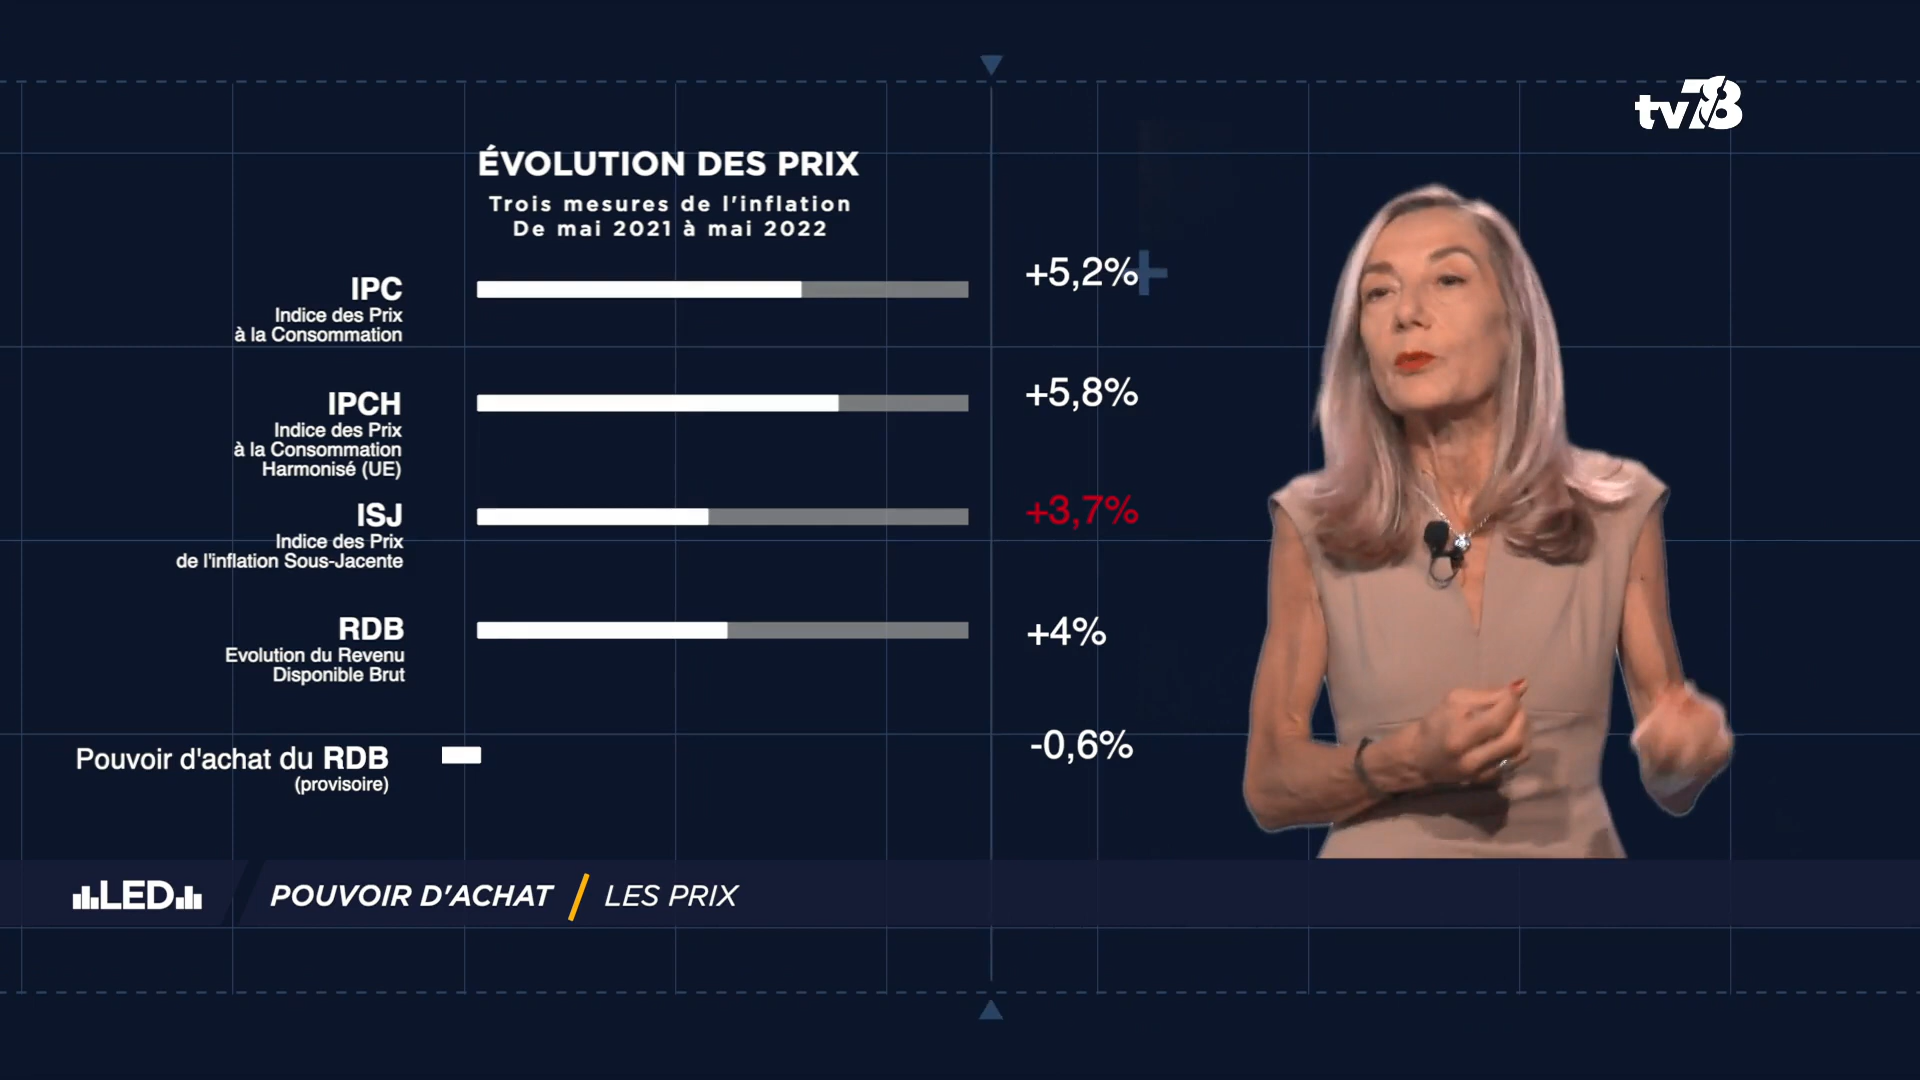 tv78
ÉVOLUTION DES PRIX
Trois mesures de l'inflation
De mai 2021 à mai 2022
IPC
Indice des Prix
à la Consommation
+5,2%
IPCH
Indice des Prix
à la Consommation
Harmonisé (UE)
+5,8%
ISJ
Indice des Prix
de l'inflation Sous-Jacente
+3,7%
RDB
Evolution du Revenu
Disponible Brut
+4%
Pouvoir d'achat du RDB
(provisoire)
-0,6%
LED
POUVOIR D'ACHAT / LES PRIX